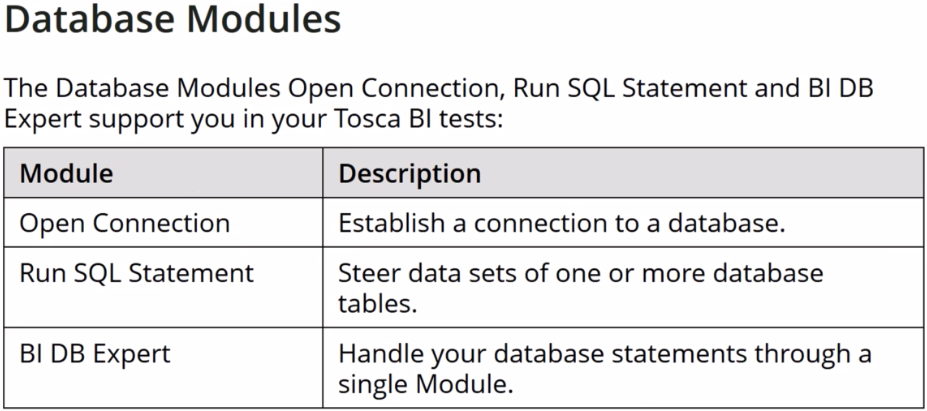 Database Modules
The Database Modules Open Connection, Run SQL Statement and BI DB
Expert support you in your Tosca BI tests:
Module Description
Open Connection Establish a connection to a database.
Run SQL Statement Steer data sets of one or more database
tables.
BI DB Expert Handle your database statements through a
single Module.